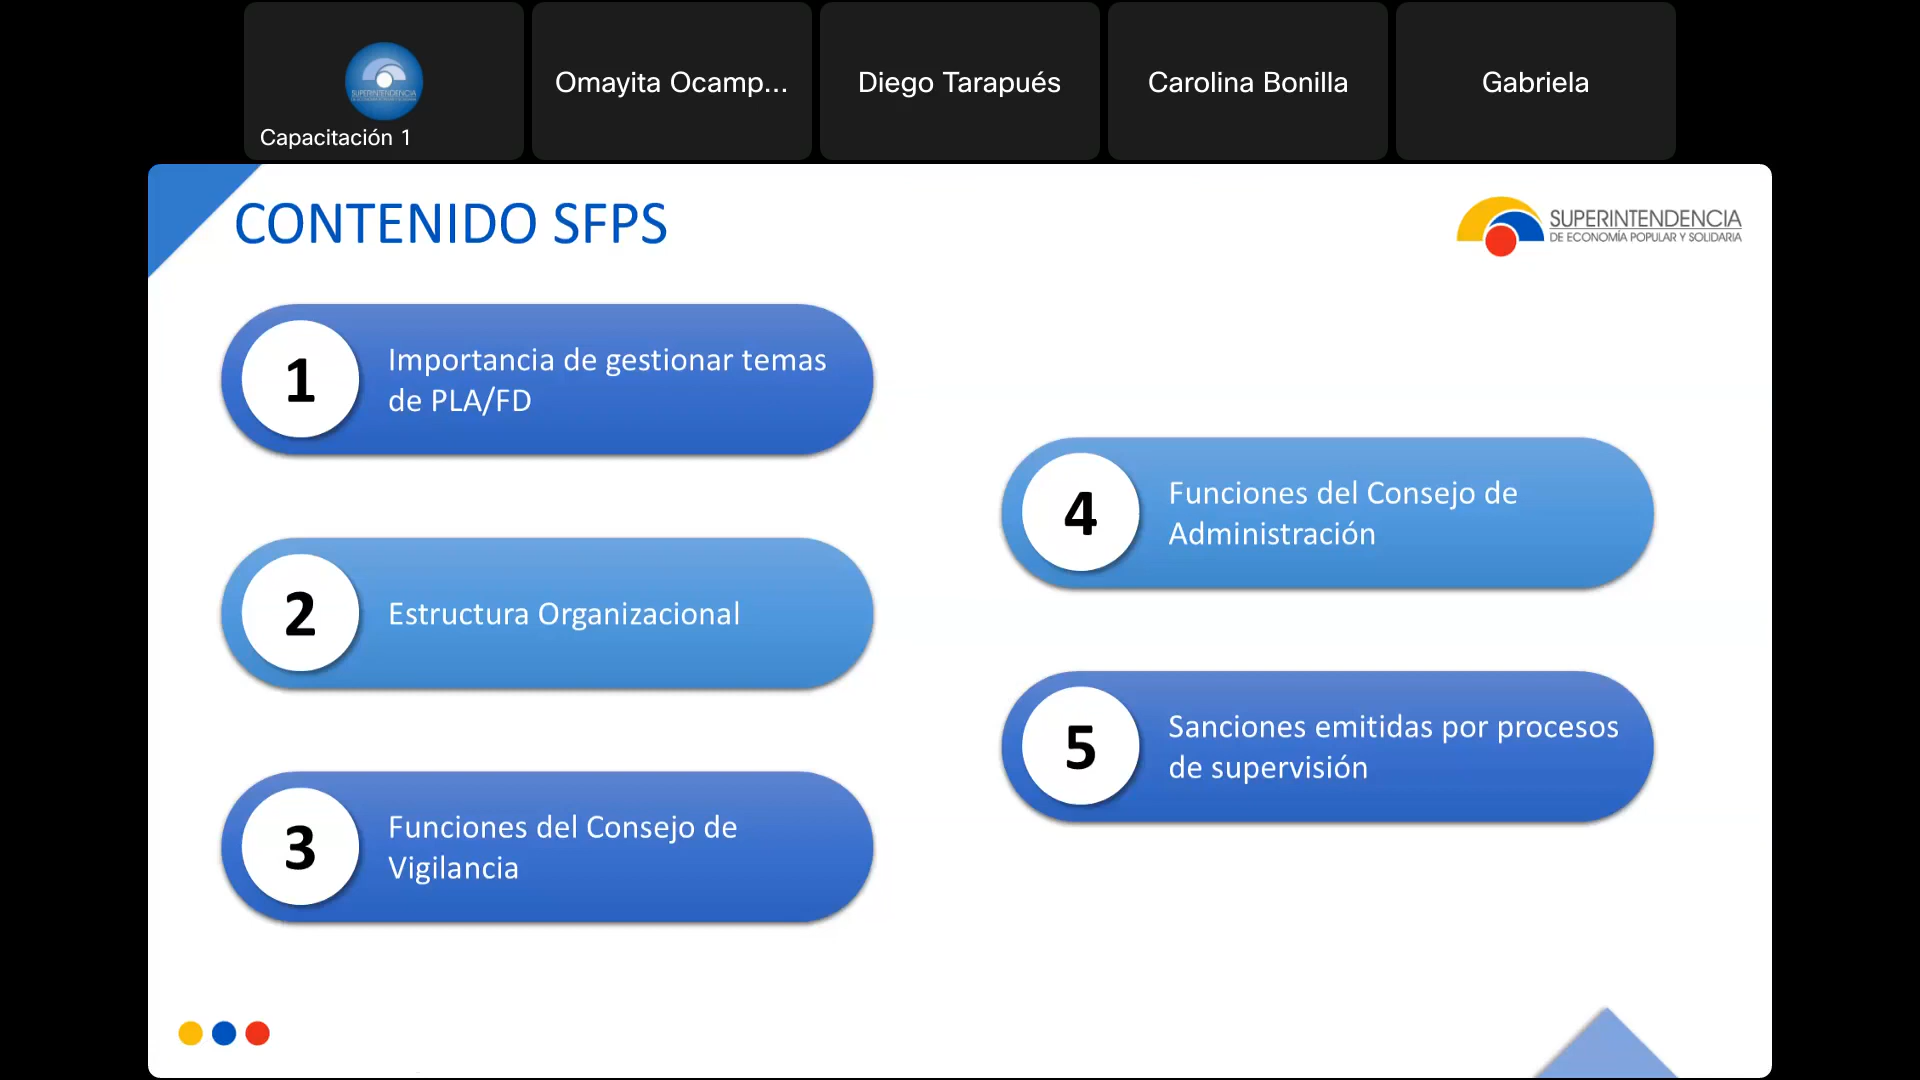 Capacitación 1
Omayita Ocamp...
Diego Tarapués
Carolina Bonilla
Gabriela
CONTENIDO SFPS
SUPERINTENDENCIA
DE ECONOMÍA POPULAR Y SOLIDARIA
1
Importancia de gestionar temas
de PLA/FD
2
Estructura Organizacional
3
Funciones del Consejo de
Vigilancia
4
Funciones del Consejo de
Administración
5
Sanciones emitidas por procesos
de supervisión